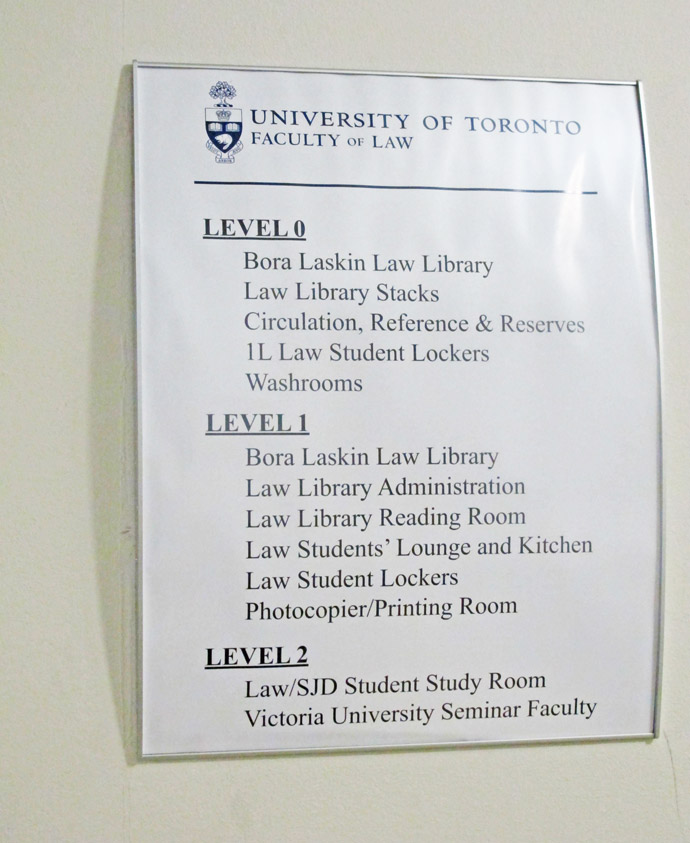 UNIVERSITY OF TORONTO
FACULTY OF LAW
LEVEL 0
Bora Laskin Law Library
Law Library Stacks
Circulation, Reference & Reserves
1L Law Student Lockers
Washrooms
LEVEL 1
Bora Laskin Law Library
Law Library Administration
Law Library Reading Room
Law Students' Lounge and Kitchen
Law Student Lockers
Photocopier/Printing Room
LEVEL 2
Law/SJD Student Study Room
Victoria University Seminar Faculty